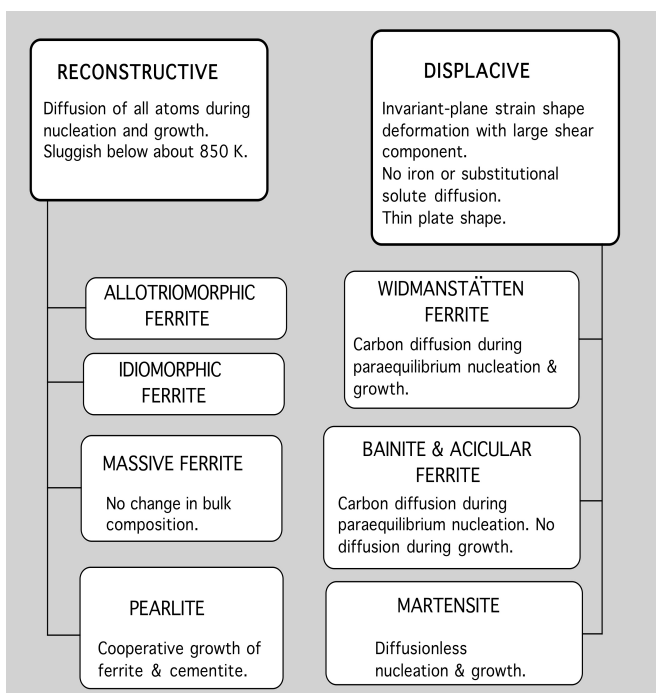 RECONSTRUCTIVE
Diffusion of all atoms during
nucleation and growth.
Sluggish below about 850 K.
ALLOTRIOMORPHIC
FERRITE
IDIOMORPHIC
FERRITE
MASSIVE FERRITE
No change in bulk
composition.
PEARLITE
Cooperative growth of
ferrite & cementite.
DISPLACIVE
Invariant-plane strain shape
deformation with large shear
component.
No iron or substitutional
solute diffusion.
Thin plate shape.
WIDMANSTÄTTEN
FERRITE
Carbon diffusion during
paraequilibrium nucleation &
growth.
BAINITE & ACICULAR
FERRITE
Carbon diffusion during
paraequilibrium nucleation. No
diffusion during growth.
MARTENSITE
Diffusionless
nucleation & growth.